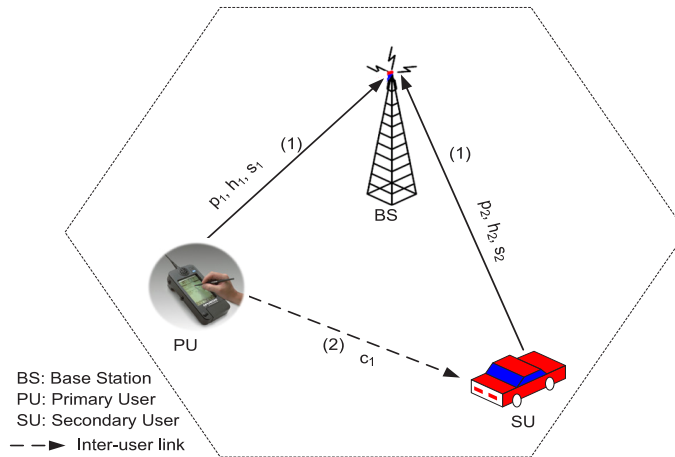 (1)
(1)
p₁, h₁, s₁
BS
p₂, h₂, s₂
PU
(2)
c₁
SU
BS: Base Station
PU: Primary User
SU: Secondary User
Inter-user link